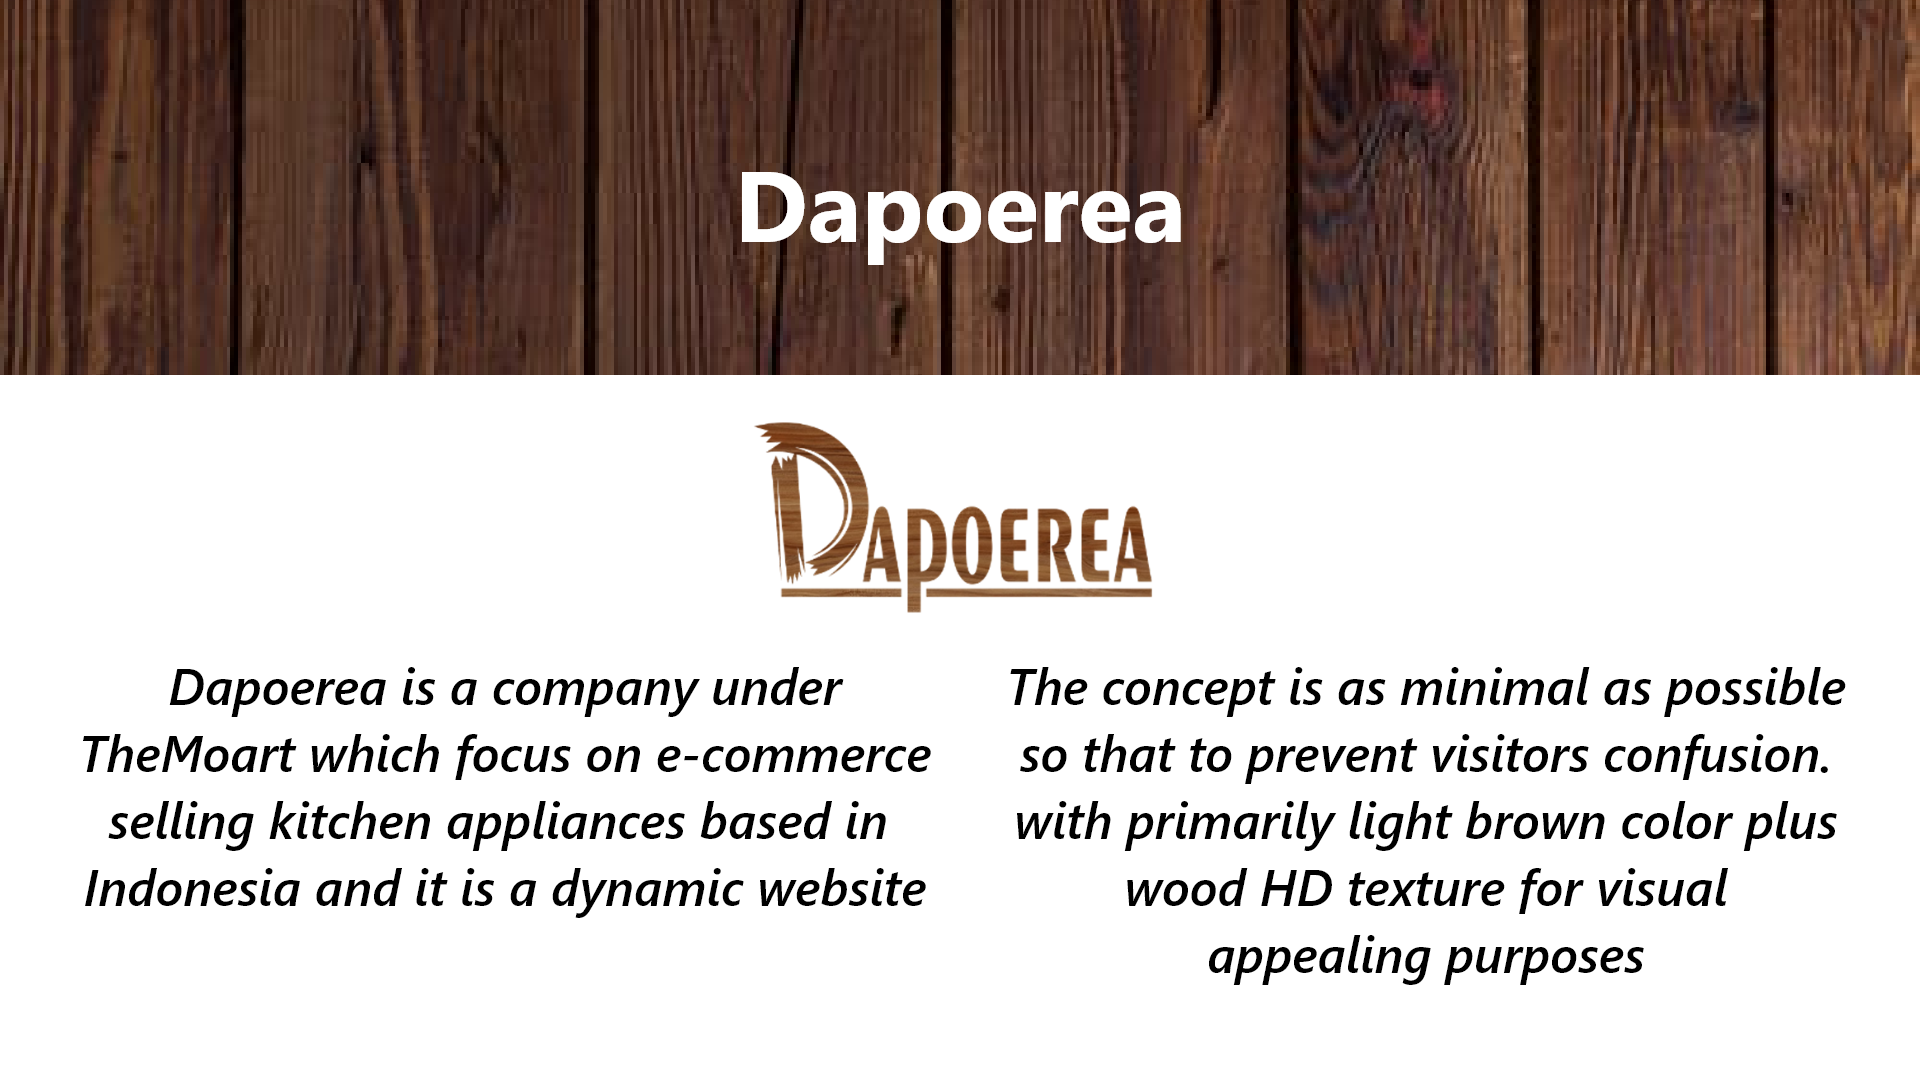 Dapoerea
DAPOEREA
Dapoerea is a company under
TheMoart which focus on e-commerce
selling kitchen appliances based in
Indonesia and it is a dynamic website
The concept is as minimal as possible
so that to prevent visitors confusion.
with primarily light brown color plus
wood HD texture for visual
appealing purposes